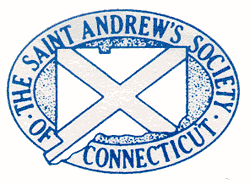 · THE SAINT ANDREW'S SOCIETY ·
OF CONNECTICUT